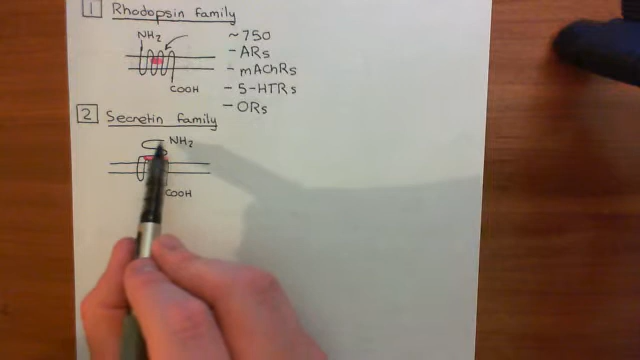 1 Rhodopsin family
NH2
~750
- ARs
- mAChRs
- 5-HTRs
- ORs
COOH
2 Secretin family
NH2
COOH